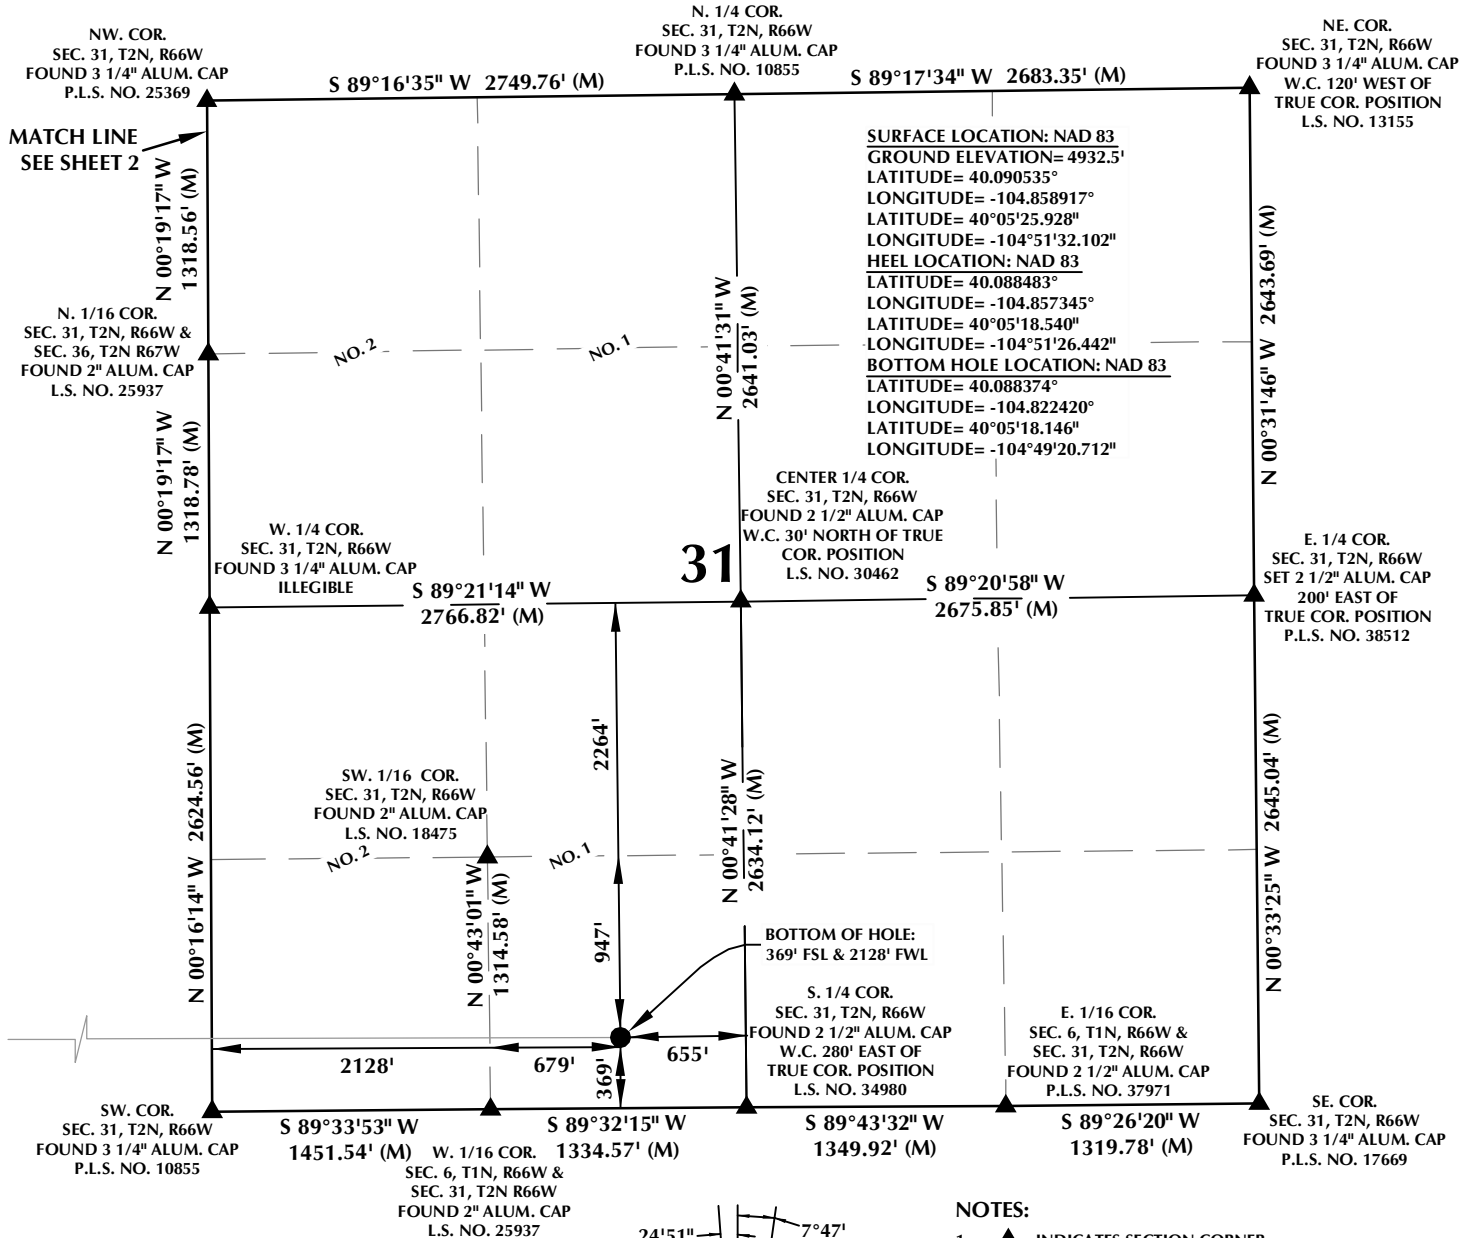 NW. COR.
SEC. 31, T2N, R66W
FOUND 3 1/4" ALUM. CAP
P.L.S. NO. 25369
N. 1/4 COR.
SEC. 31, T2N, R66W
FOUND 3 1/4" ALUM. CAP
P.L.S. NO. 10855
NE. COR.
SEC. 31, T2N, R66W
FOUND 3 1/4" ALUM. CAP
W.C. 120' WEST OF
TRUE COR. POSITION
L.S. NO. 13155
S 89°16'35" W 2749.76' (M)
S 89°17'34" W 2683.35' (M)
MATCH LINE
SEE SHEET 2
N 00°19'17" W
1318.56' (M)
SURFACE LOCATION: NAD 83
GROUND ELEVATION= 4932.5'
LATITUDE= 40.090535°
LONGITUDE= -104.858917°
LATITUDE= 40°05'25.928"
LONGITUDE= -104°51'32.102"
HEEL LOCATION: NAD 83
LATITUDE= 40.088483°
LONGITUDE= -104.857345°
LATITUDE= 40°05'18.540"
LONGITUDE= -104°51'26.442"
BOTTOM HOLE LOCATION: NAD 83
LATITUDE= 40.088374°
LONGITUDE= -104.822420°
LATITUDE= 40°05'18.146"
LONGITUDE= -104°49'20.712"
N 00°41'31" W
2641.03' (M)
N 00°31'46" W 2643.69' (M)
N. 1/16 COR.
SEC. 31, T2N, R66W &
SEC. 36, T2N R67W
FOUND 2" ALUM. CAP
L.S. NO. 25937
NO. 2
NO. 1
N 00°19'17" W
1318.78' (M)
W. 1/4 COR.
SEC. 31, T2N, R66W
FOUND 3 1/4" ALUM. CAP
ILLEGIBLE
CENTER 1/4 COR.
SEC. 31, T2N, R66W
FOUND 2 1/2" ALUM. CAP
W.C. 30' NORTH OF TRUE
COR. POSITION
L.S. NO. 30462
31
E. 1/4 COR.
SEC. 31, T2N, R66W
SET 2 1/2" ALUM. CAP
200' EAST OF
TRUE COR. POSITION
P.L.S. NO. 38512
S 89°21'14" W
2766.82' (M)
S 89°20'58" W
2675.85' (M)
N 00°16'14" W 2624.56' (M)
SW. 1/16 COR.
SEC. 31, T2N, R66W
FOUND 2" ALUM. CAP
L.S. NO. 18475
2264'
N 00°41'28" W
2634.12' (M)
N 00°33'25" W 2645.04' (M)
NO. 2
NO. 1
N 00°43'01" W
1314.58' (M)
947'
BOTTOM OF HOLE:
369' FSL & 2128' FWL
S. 1/4 COR.
SEC. 31, T2N, R66W
FOUND 2 1/2" ALUM. CAP
W.C. 280' EAST OF
TRUE COR. POSITION
L.S. NO. 34980
E. 1/16 COR.
SEC. 6, T1N, R66W &
SEC. 31, T2N, R66W
FOUND 2 1/2" ALUM. CAP
P.L.S. NO. 37971
2128'
679'
655'
369'
SW. COR.
SEC. 31, T2N, R66W
FOUND 3 1/4" ALUM. CAP
P.L.S. NO. 10855
S 89°33'53" W
1451.54' (M)
S 89°32'15" W
1334.57' (M)
S 89°43'32" W
1349.92' (M)
S 89°26'20" W
1319.78' (M)
SE. COR.
SEC. 31, T2N, R66W
FOUND 3 1/4" ALUM. CAP
P.L.S. NO. 17669
W. 1/16 COR.
SEC. 6, T1N, R66W &
SEC. 31, T2N R66W
FOUND 2" ALUM. CAP
L.S. NO. 25937
24'51"
7°47'
NOTES:
INDICATES SECTION CORNER